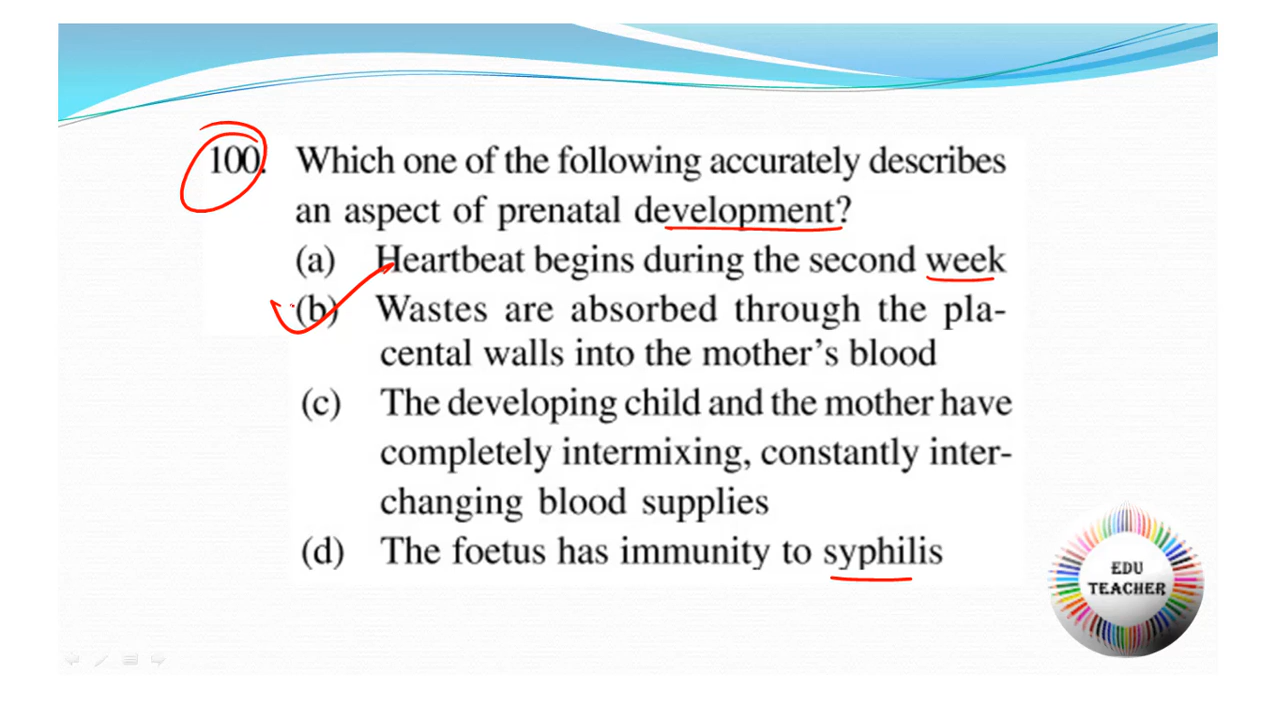 100. Which one of the following accurately describes
an aspect of prenatal development?
(a) Heartbeat begins during the second week
(b) Wastes are absorbed through the pla-
cental walls into the mother's blood
(c) The developing child and the mother have
completely intermixing, constantly inter-
changing blood supplies
(d) The foetus has immunity to syphilis
EDU
TEACHER